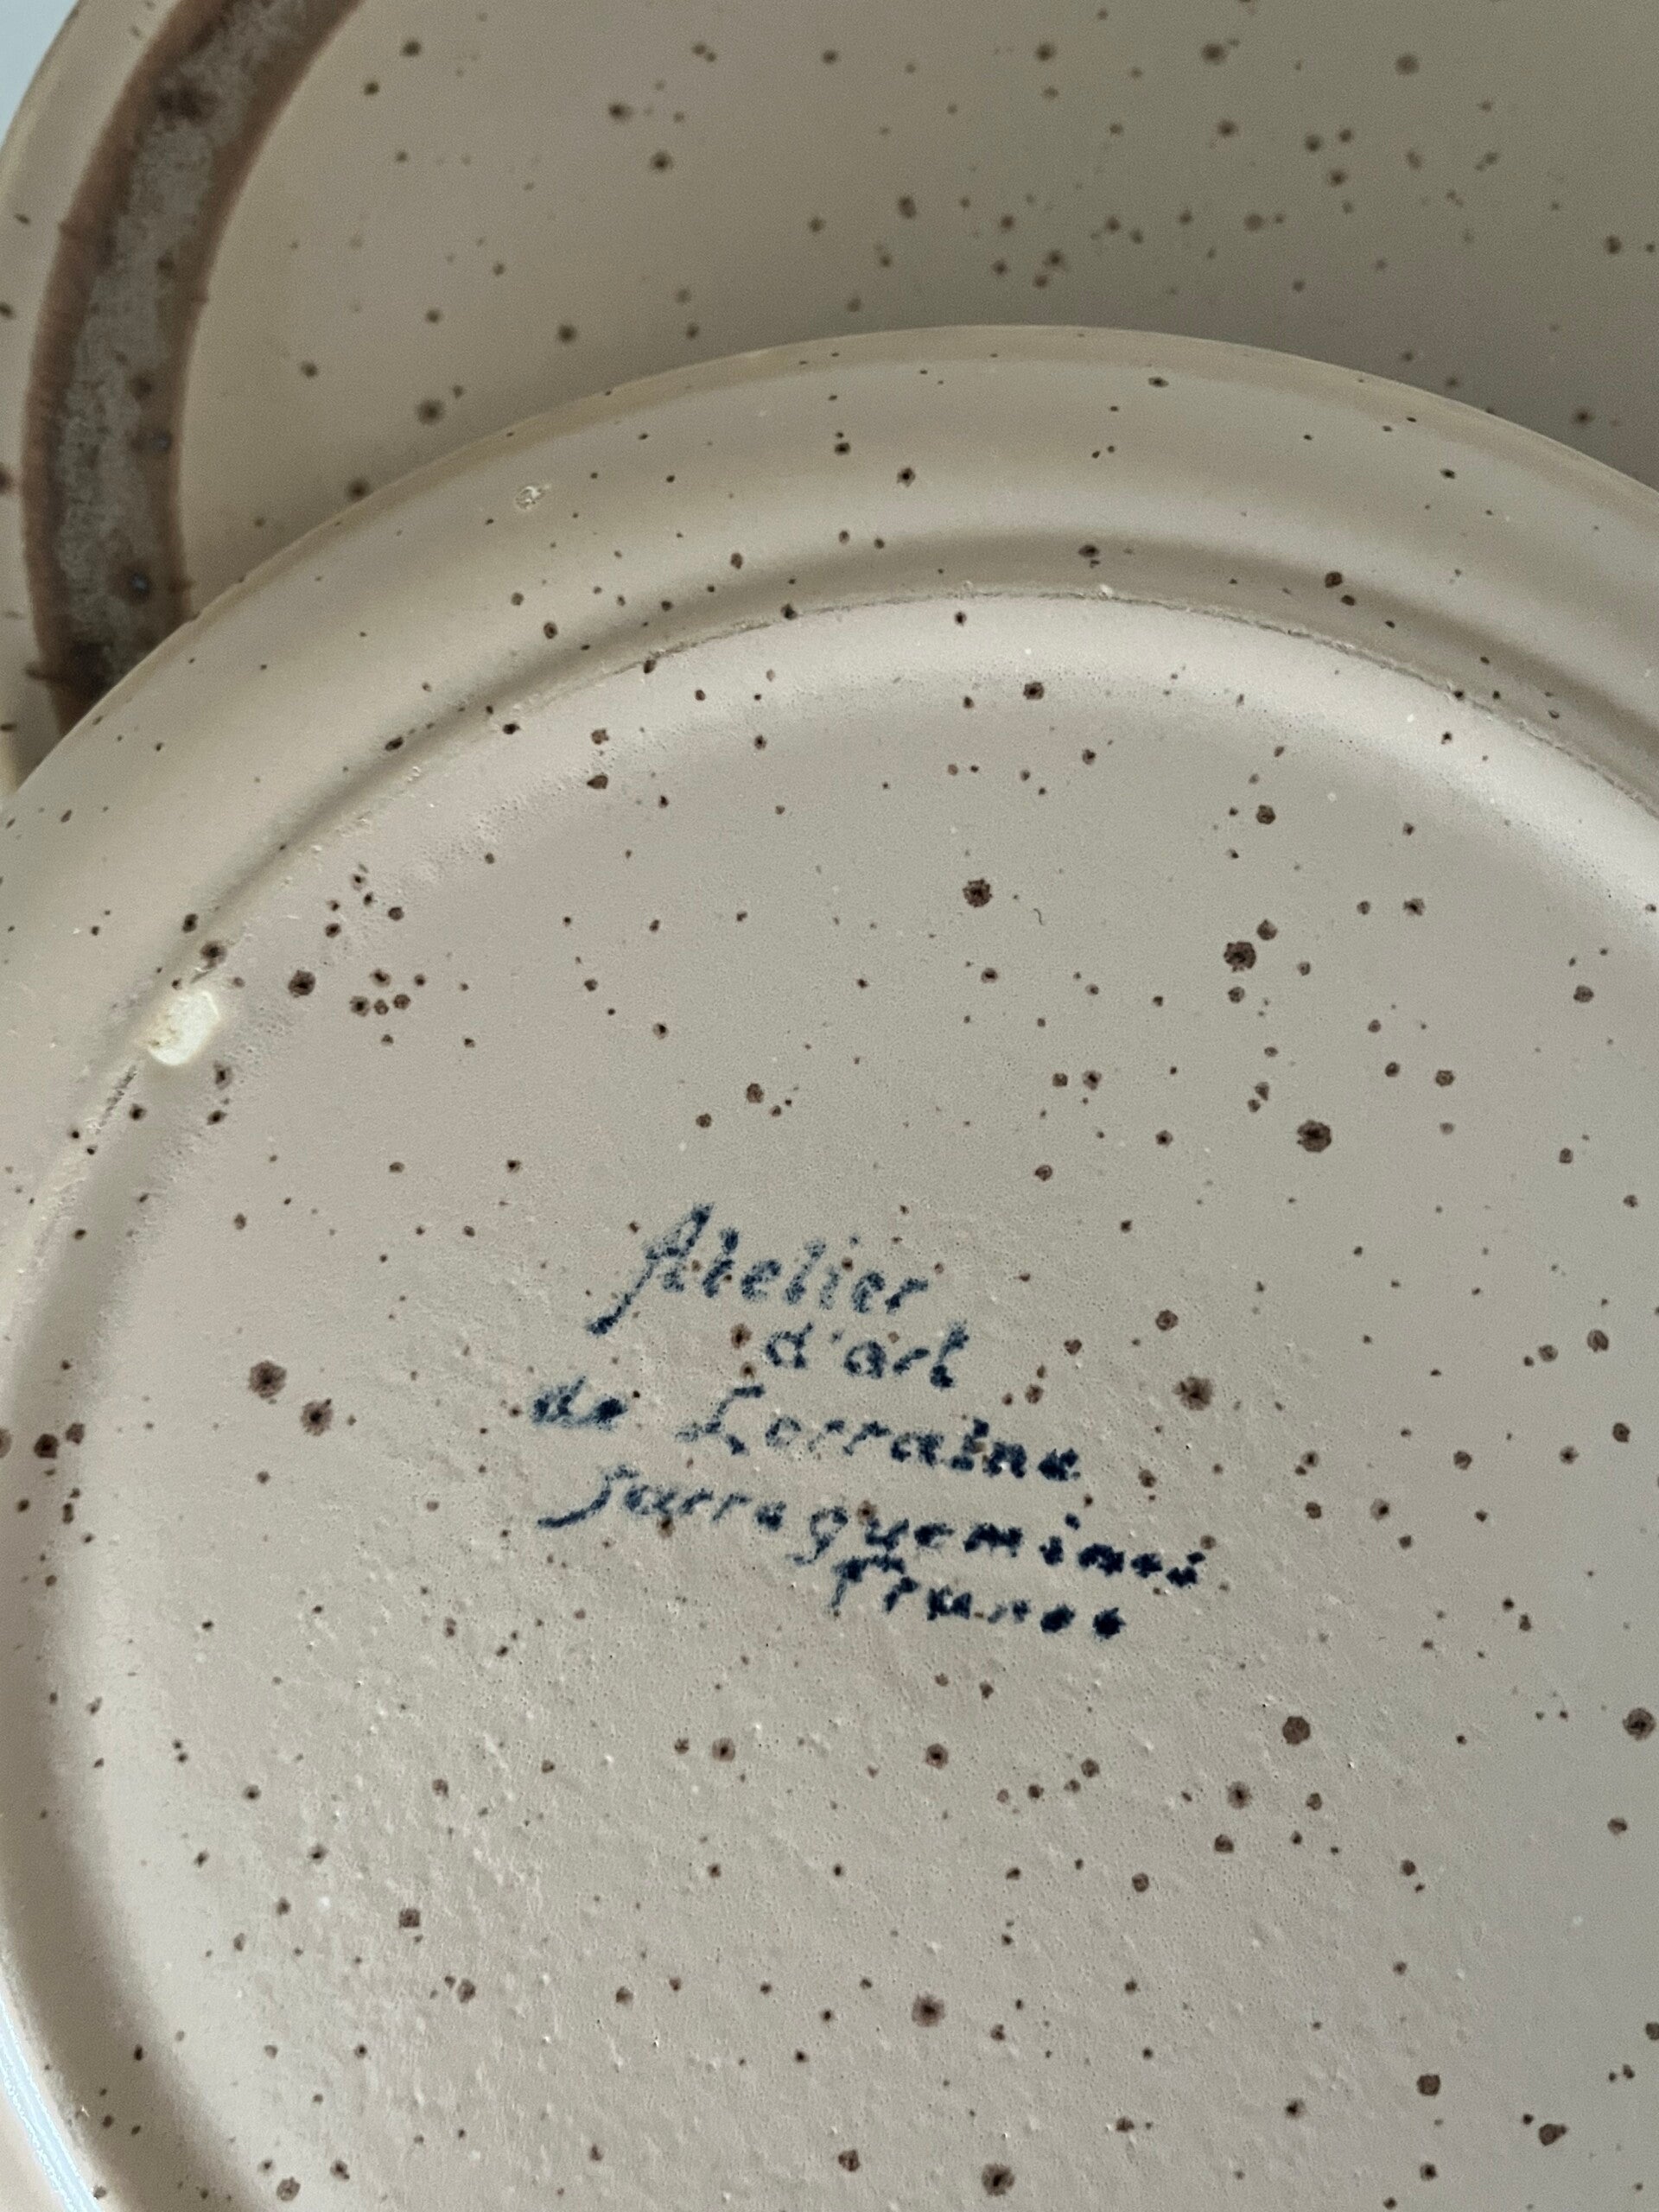 Atelier
d'art
de Lorraine
Sarreguemines
France